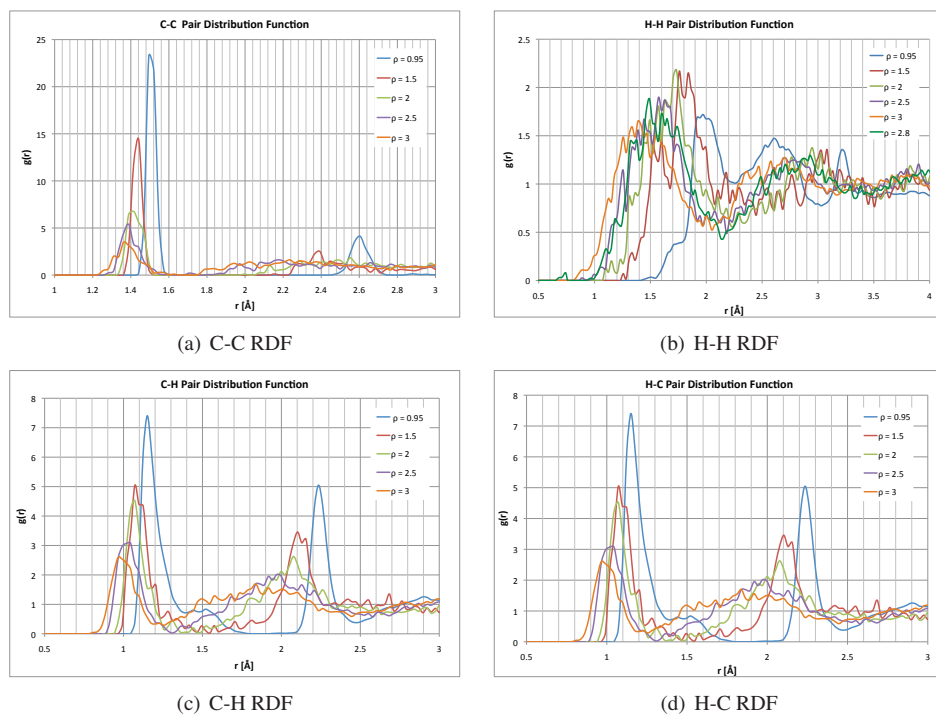 C-C Pair Distribution Function
25
20
15
10
5
0
g(r)
1 1.2 1.4 1.6 1.8 2 2.2 2.4 2.6 2.8 3
r [Å]
ρ = 0.95
ρ = 1.5
ρ = 2
ρ = 2.5
ρ = 3
(a) C-C RDF
H-H Pair Distribution Function
2.5
2
1.5
1
0.5
0
g(r)
0.5 1 1.5 2 2.5 3 3.5 4
r [Å]
ρ = 0.95
ρ = 1.5
ρ = 2
ρ = 2.5
ρ = 3
ρ = 2.8
(b) H-H RDF
C-H Pair Distribution Function
8
7
6
5
4
3
2
1
0
g(r)
0.5 1 1.5 2 2.5 3
r [Å]
ρ = 0.95
ρ = 1.5
ρ = 2
ρ = 2.5
ρ = 3
(c) C-H RDF
H-C Pair Distribution Function
8
7
6
5
4
3
2
1
0
g(r)
0.5 1 1.5 2 2.5 3
r [Å]
ρ = 0.95
ρ = 1.5
ρ = 2
ρ = 2.5
ρ = 3
(d) H-C RDF